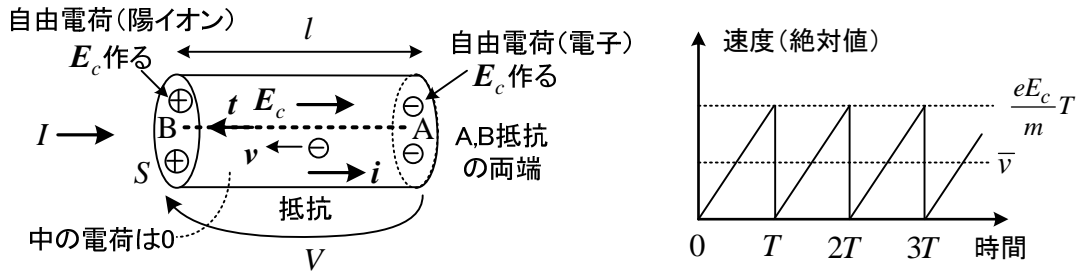 自由電荷(陽イオン)
E_c作る
l
自由電荷(電子)
E_c作る
I
B
t
E_c
A
v
i
S
A,B抵抗
の両端
抵抗
中の電荷は0
V
速度(絶対値)
\frac{eE_c}{m}T
\overline{v}
0 T 2T 3T 時間